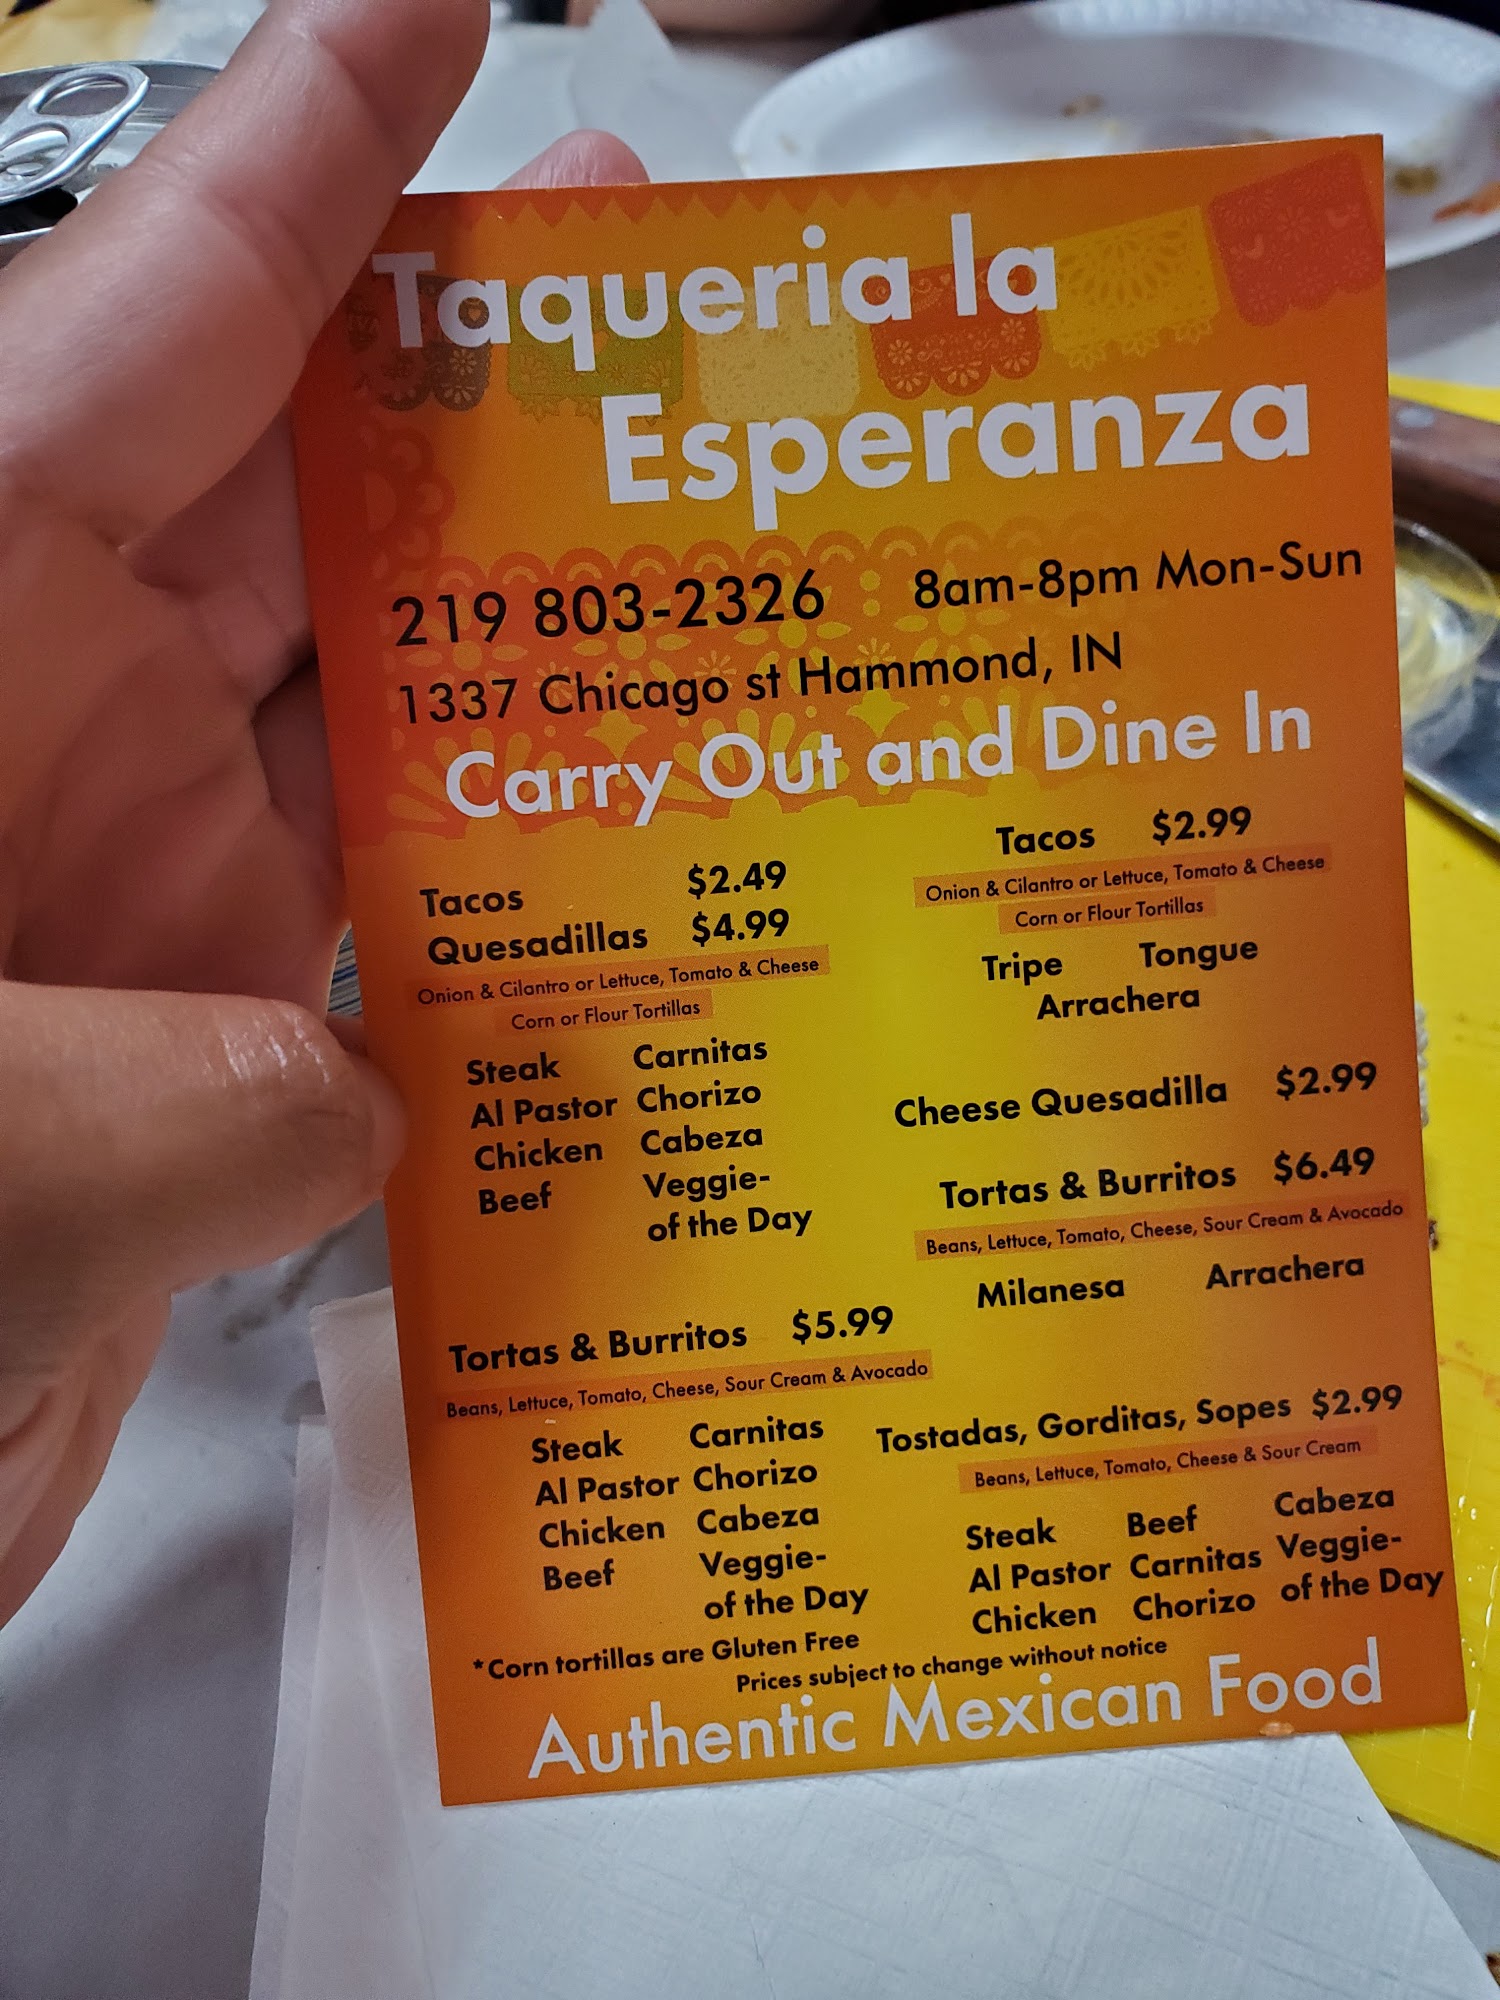 Taqueria la
Esperanza
219 803-2326 8am-8pm Mon-Sun
1337 Chicago st Hammond, IN
Carry Out and Dine In
Tacos $2.49
Quesadillas $4.99
Onion & Cilantro or Lettuce, Tomato & Cheese
Corn or Flour Tortillas
Steak Carnitas
Al Pastor Chorizo
Chicken Cabeza
Beef Veggie-
of the Day
Tortas & Burritos $5.99
Beans, Lettuce, Tomato, Cheese, Sour Cream & Avocado
Steak Carnitas
Al Pastor Chorizo
Chicken Cabeza
Beef Veggie-
of the Day
*Corn tortillas are Gluten Free
Tacos $2.99
Onion & Cilantro or Lettuce, Tomato & Cheese
Corn or Flour Tortillas
Tripe Tongue
Arrachera
Cheese Quesadilla $2.99
Tortas & Burritos $6.49
Beans, Lettuce, Tomato, Cheese, Sour Cream & Avocado
Milanesa Arrachera
Tostadas, Gorditas, Sopes $2.99
Beans, Lettuce, Tomato, Cheese & Sour Cream
Steak Beef Cabeza
Al Pastor Carnitas Veggie-
Chicken Chorizo of the Day
Prices subject to change without notice
Authentic Mexican Food